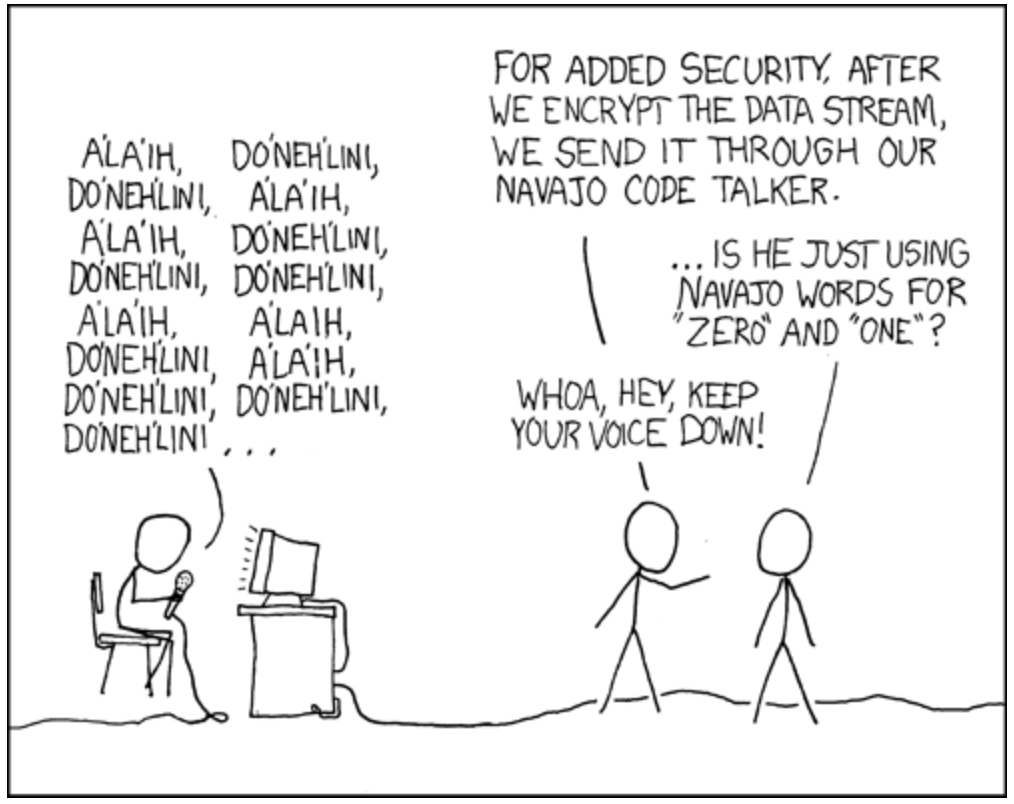 A'LA'IH, DO'NEH'LINI,
DO'NEH'LINI, A'LA'IH,
A'LA'IH, DO'NEH'LINI,
DO'NEH'LINI, DO'NEH'LINI,
A'LA'IH, A'LA'IH,
DO'NEH'LINI, A'LA'IH,
DO'NEH'LINI, DO'NEH'LINI,
DO'NEH'LINI ...
FOR ADDED SECURITY, AFTER
WE ENCRYPT THE DATA STREAM,
WE SEND IT THROUGH OUR
NAVAJO CODE TALKER.
...IS HE JUST USING
NAVAJO WORDS FOR
"ZERO" AND "ONE"?
WHOA, HEY, KEEP
YOUR VOICE DOWN!